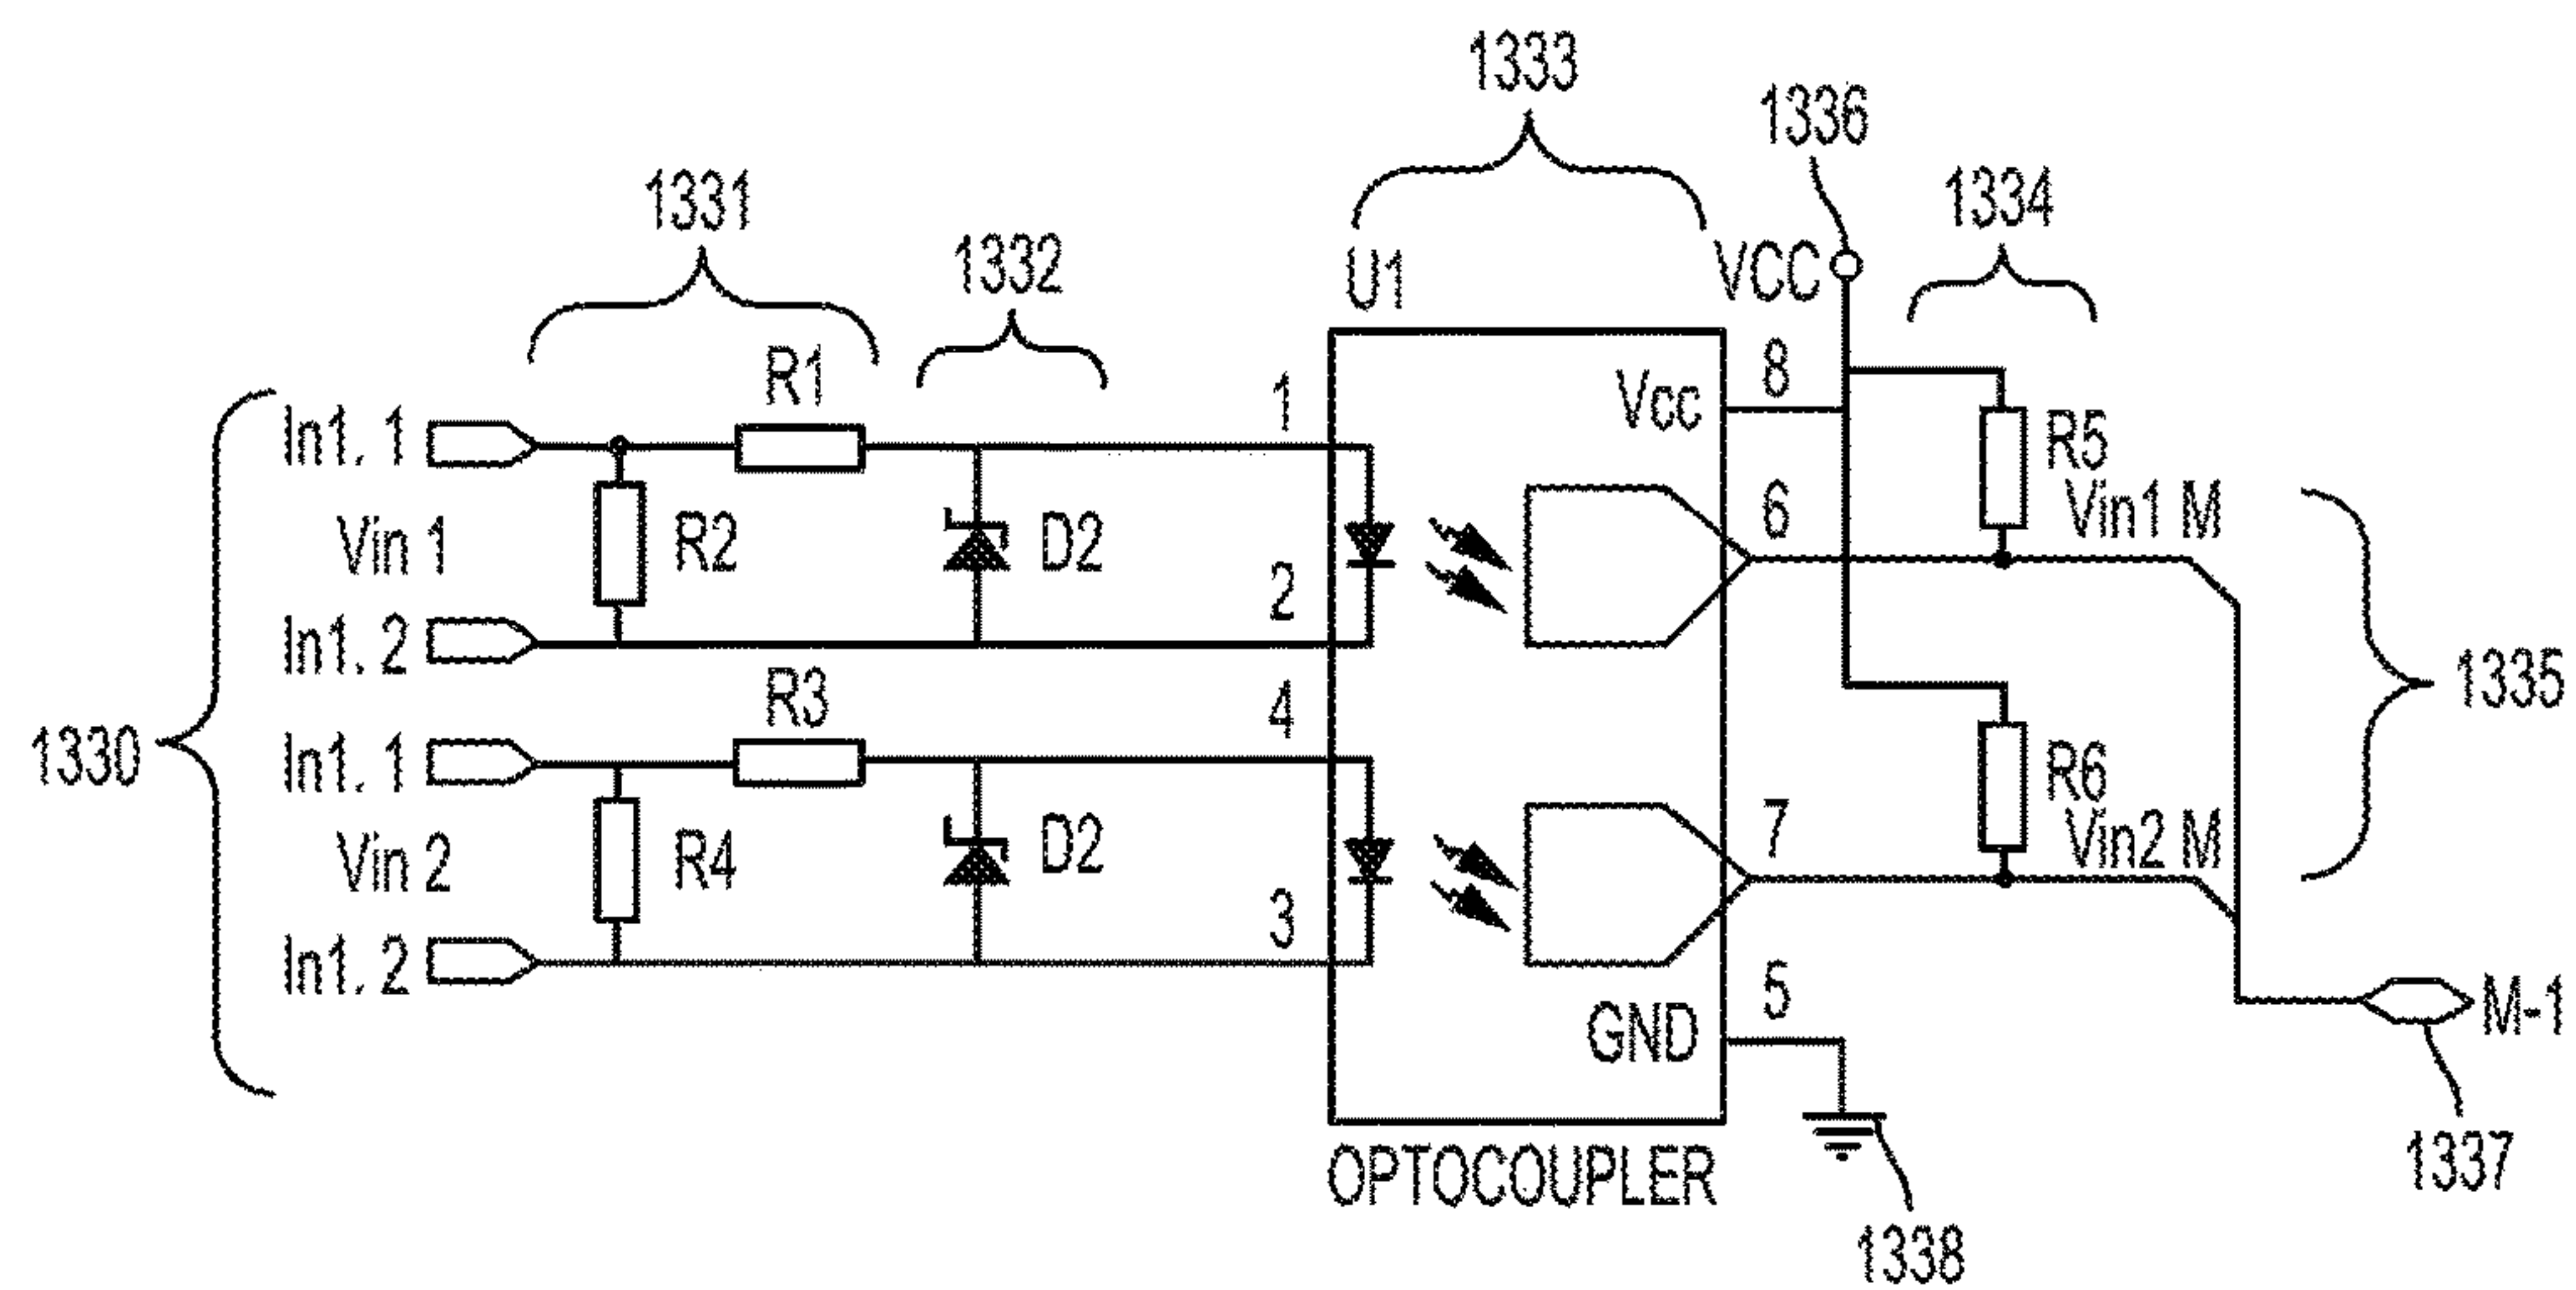 1333
1336
1331
1334
1332
U1
VCC
R1
1
Vcc
8
In1. 1
R5
Vin 1
R2
D2
6
Vin1 M
2
In1. 2
R3
4
1335
1330
In1. 1
R6
Vin 2
R4
D2
7
Vin2 M
3
In1. 2
5
GND
M-1
OPTOCOUPLER
1337
1338